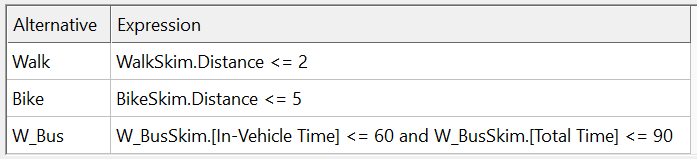 Alternative Expression
Walk WalkSkim.Distance <= 2
Bike BikeSkim.Distance <= 5
W_Bus W_BusSkim.[In-Vehicle Time] <= 60 and W_BusSkim.[Total Time] <= 90